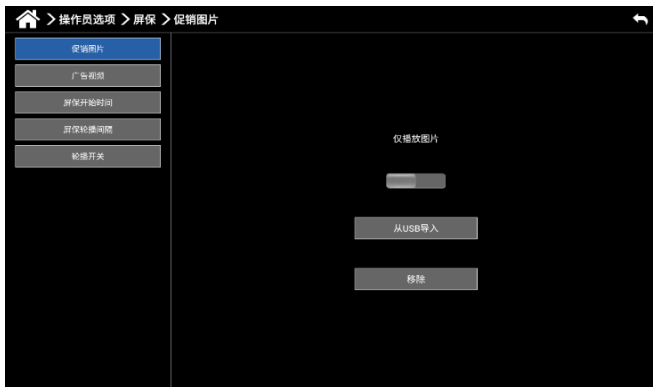 操作员选项 屏保 促销图片
促销图片
广告视频
屏保开始时间
屏保轮播间隔
轮播开关
仅播放图片
从USB导入
移除